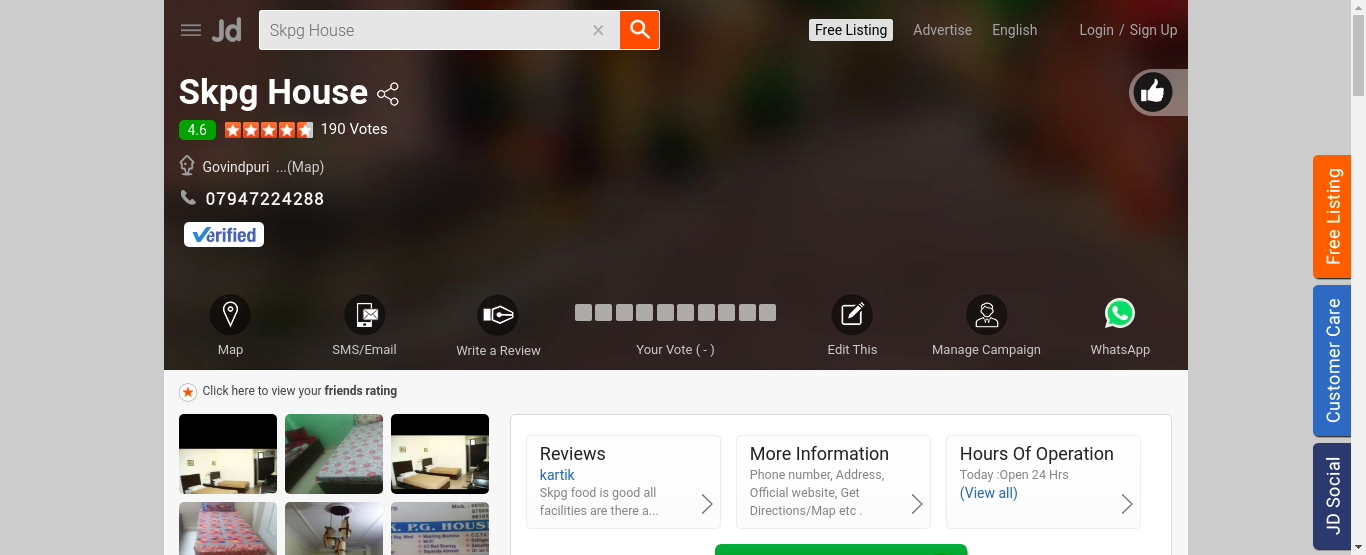 Jd
Skpg House
Free Listing
Advertise
English
Login / Sign Up
Skpg House
4.6
190 Votes
Govindpuri ...(Map)
07947224288
Verified
Map
SMS/Email
Write a Review
Your Vote ( - )
Edit This
Manage Campaign
WhatsApp
Free Listing
Customer Care
JD Social
Click here to view your friends rating
Reviews
kartik
Skpg food is good all
facilities are there a...
More Information
Phone number, Address,
Official website, Get
Directions/Map etc .
Hours Of Operation
Today :Open 24 Hrs
(View all)
P.G. HOUS
Washing Machine